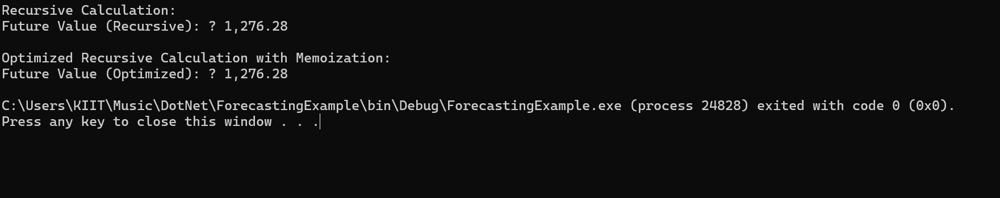 Recursive Calculation:
Future Value (Recursive): ? 1,276.28
Optimized Recursive Calculation with Memoization:
Future Value (Optimized): ? 1,276.28
C:\Users\KIIT\Music\DotNet\ForecastingExample\bin\Debug\ForecastingExample.exe (process 24828) exited with code 0 (0x0).
Press any key to close this window . . .